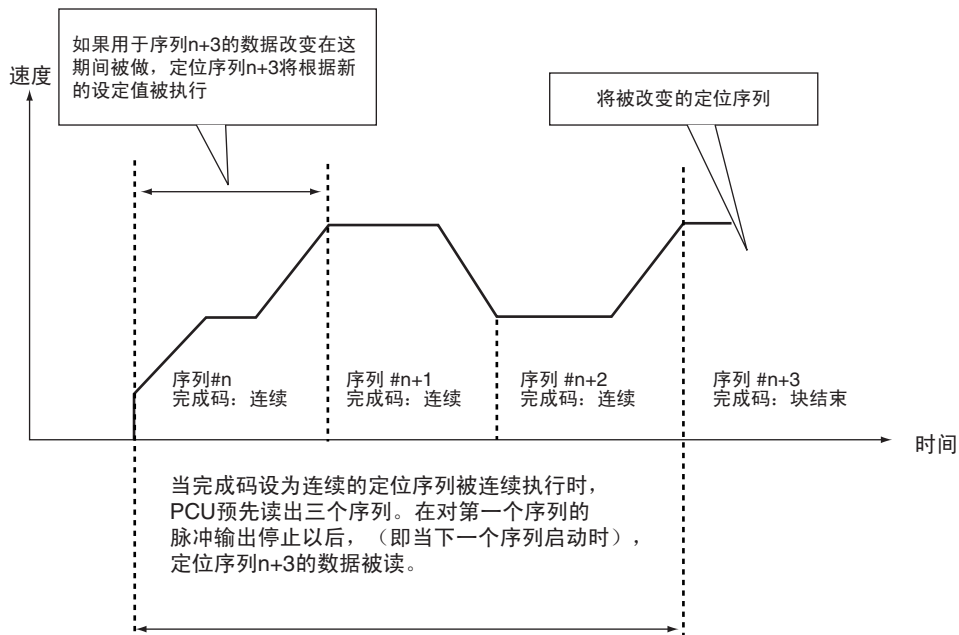 如果用于序列n+3的数据改变在这
期间被做，定位序列n+3将根据新
的设定值被执行
速度
将被改变的定位序列
序列#n
完成码：连续
序列 #n+1
完成码：连续
序列 #n+2
完成码：连续
序列 #n+3
完成码：块结束
时间
当完成码设为连续的定位序列被连续执行时，
PCU预先读出三个序列。在对第一个序列的
脉冲输出停止以后，（即当下一个序列启动时），
定位序列n+3的数据被读。